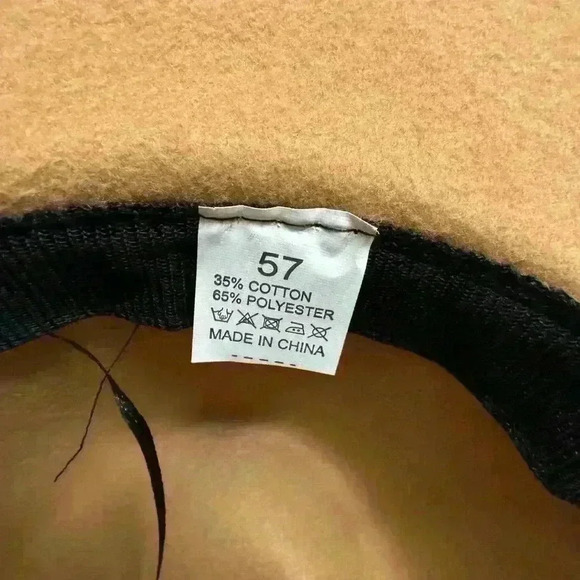 57
35% COTTON
65% POLYESTER
MADE IN CHINA